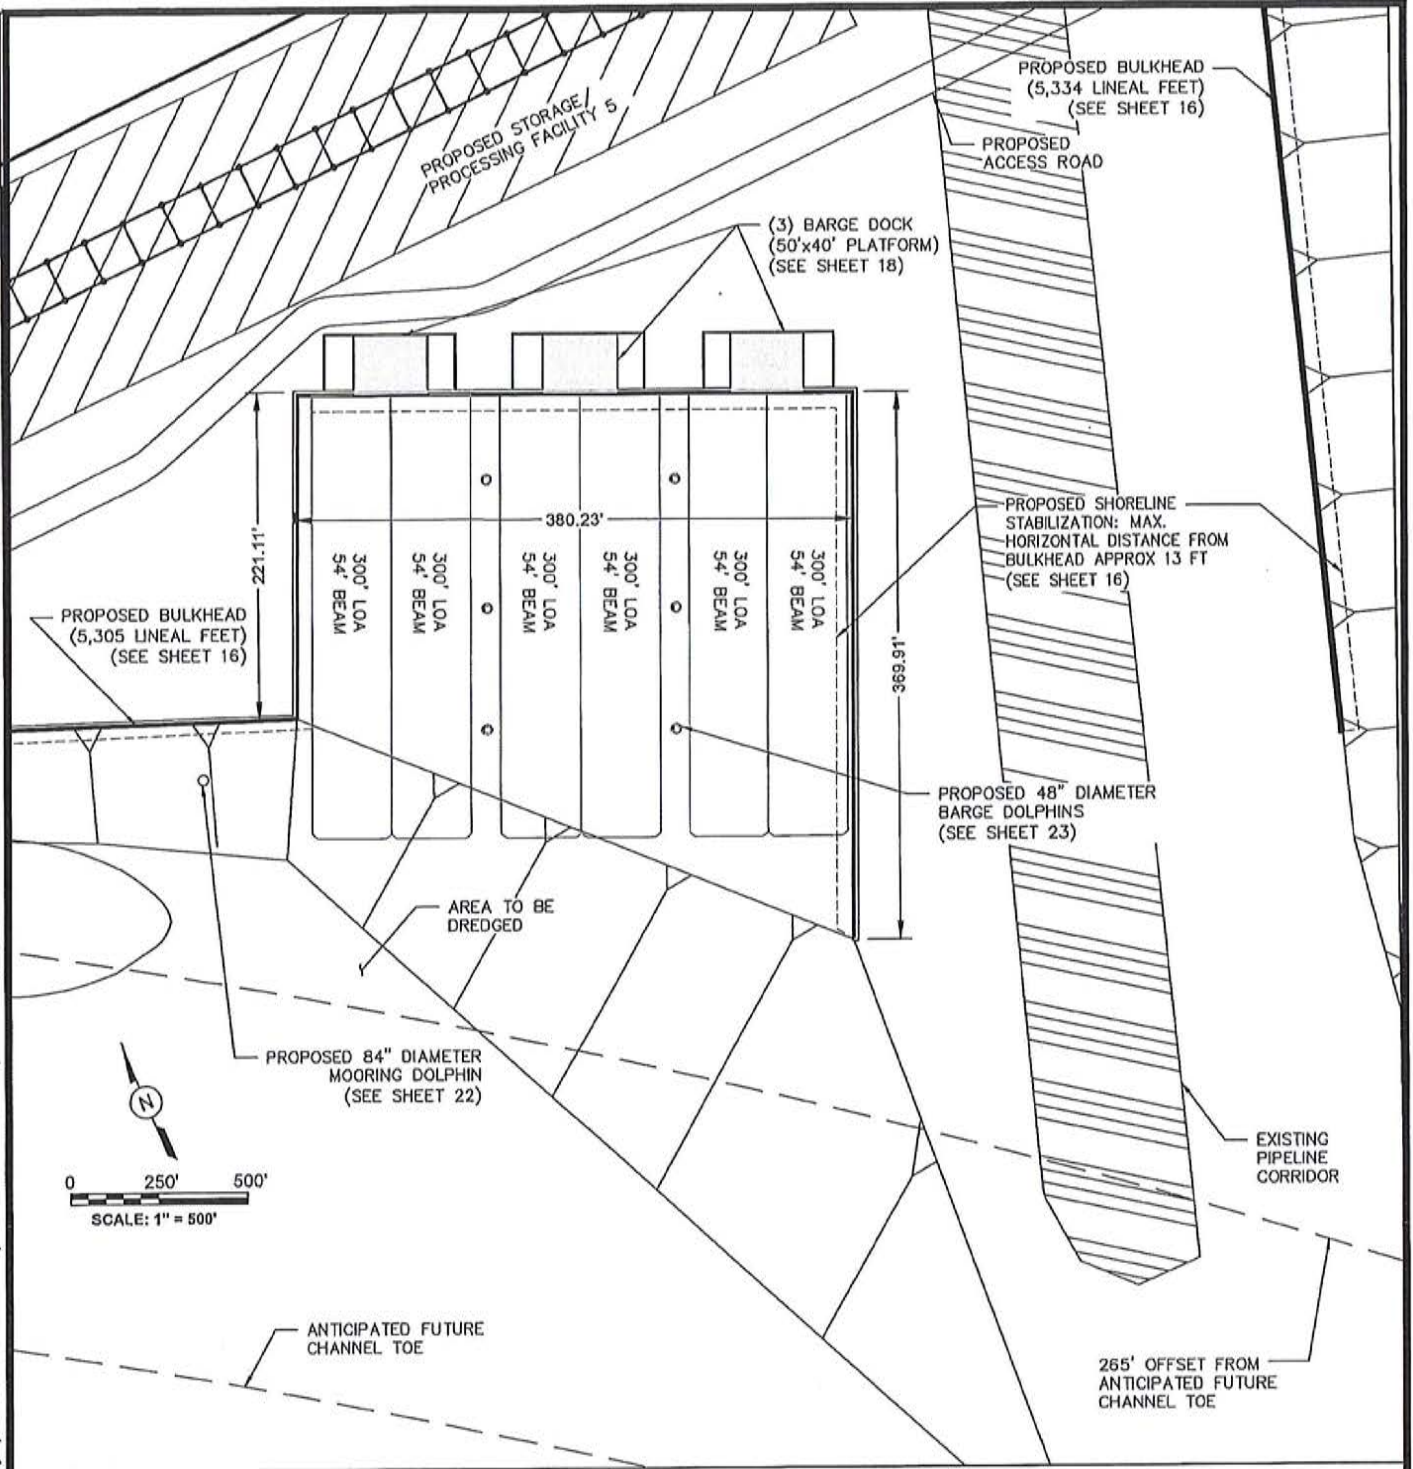 PROPOSED BULKHEAD
(5,334 LINEAL FEET)
(SEE SHEET 16)
PROPOSED
ACCESS ROAD
PROPOSED STORAGE/
PROCESSING FACILITY 5
(3) BARGE DOCK
(50'x40' PLATFORM)
(SEE SHEET 18)
380.23'
221.11'
369.91'
300' LOA
54' BEAM
300' LOA
54' BEAM
300' LOA
54' BEAM
300' LOA
54' BEAM
300' LOA
54' BEAM
300' LOA
54' BEAM
PROPOSED SHORELINE
STABILIZATION: MAX.
HORIZONTAL DISTANCE FROM
BULKHEAD APPROX 13 FT
(SEE SHEET 16)
PROPOSED BULKHEAD
(5,305 LINEAL FEET)
(SEE SHEET 16)
PROPOSED 48" DIAMETER
BARGE DOLPHINS
(SEE SHEET 23)
AREA TO BE
DREDGED
PROPOSED 84" DIAMETER
MOORING DOLPHIN
(SEE SHEET 22)
N
0 250' 500'
SCALE: 1" = 500'
EXISTING
PIPELINE
CORRIDOR
ANTICIPATED FUTURE
CHANNEL TOE
265' OFFSET FROM
ANTICIPATED FUTURE
CHANNEL TOE